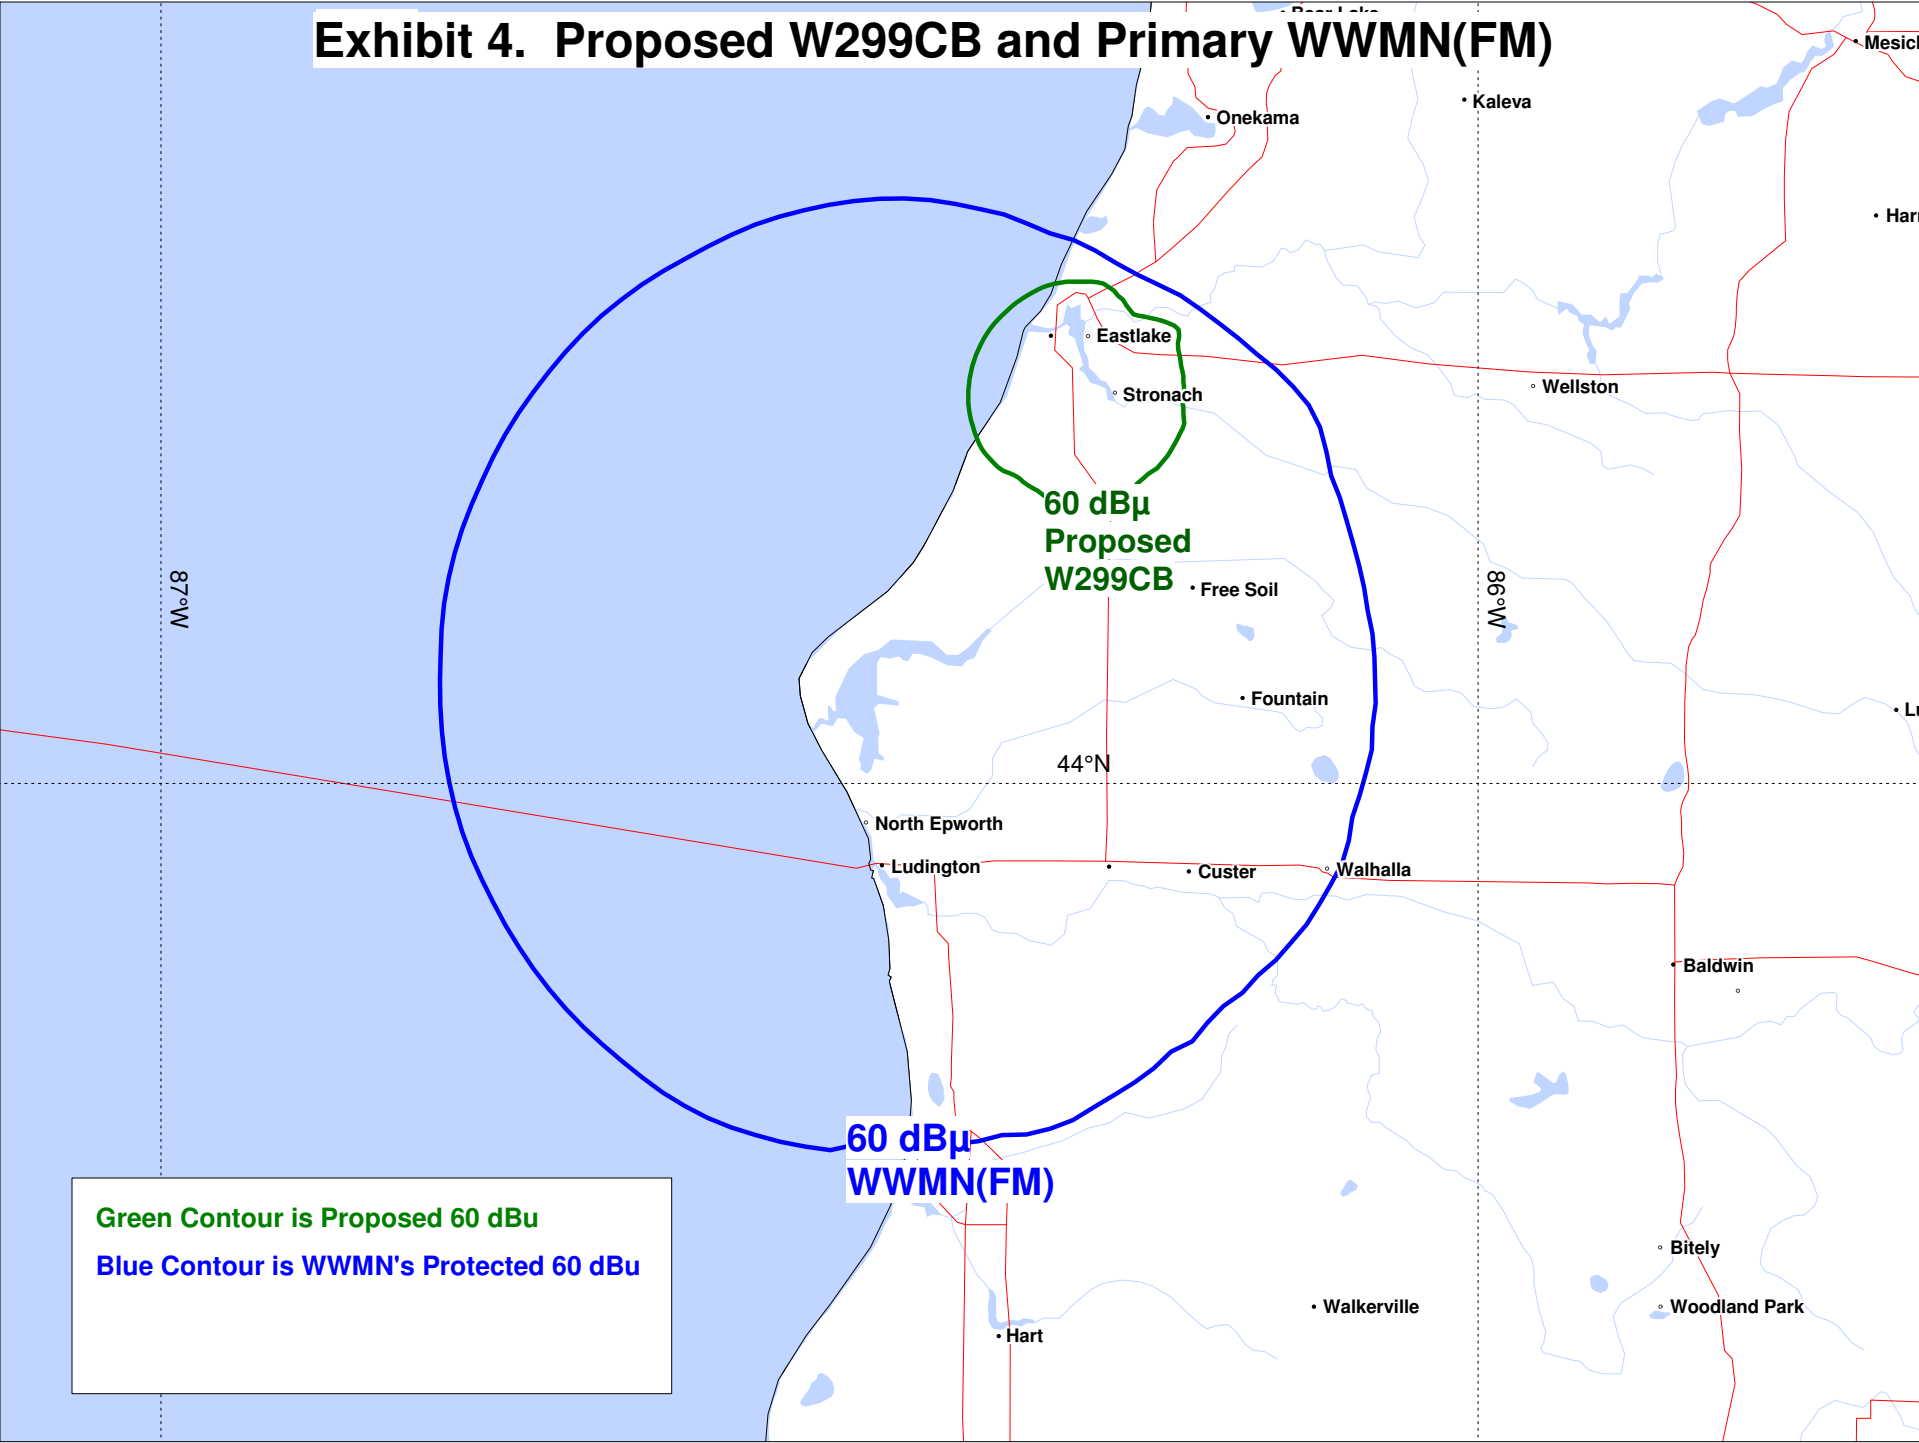 Exhibit 4.  Proposed W299CB and Primary WWMN(FM)
Onekama
Kaleva
Eastlake
Stronach
Wellston
60 dBµ
Proposed
W299CB
87°W
86°W
Free Soil
Fountain
44°N
North Epworth
Ludington
Custer
Walhalla
Baldwin
60 dBµ
WWMN(FM)
Green Contour is Proposed 60 dBu
Blue Contour is WWMN's Protected 60 dBu
Bitely
Walkerville
Woodland Park
Hart